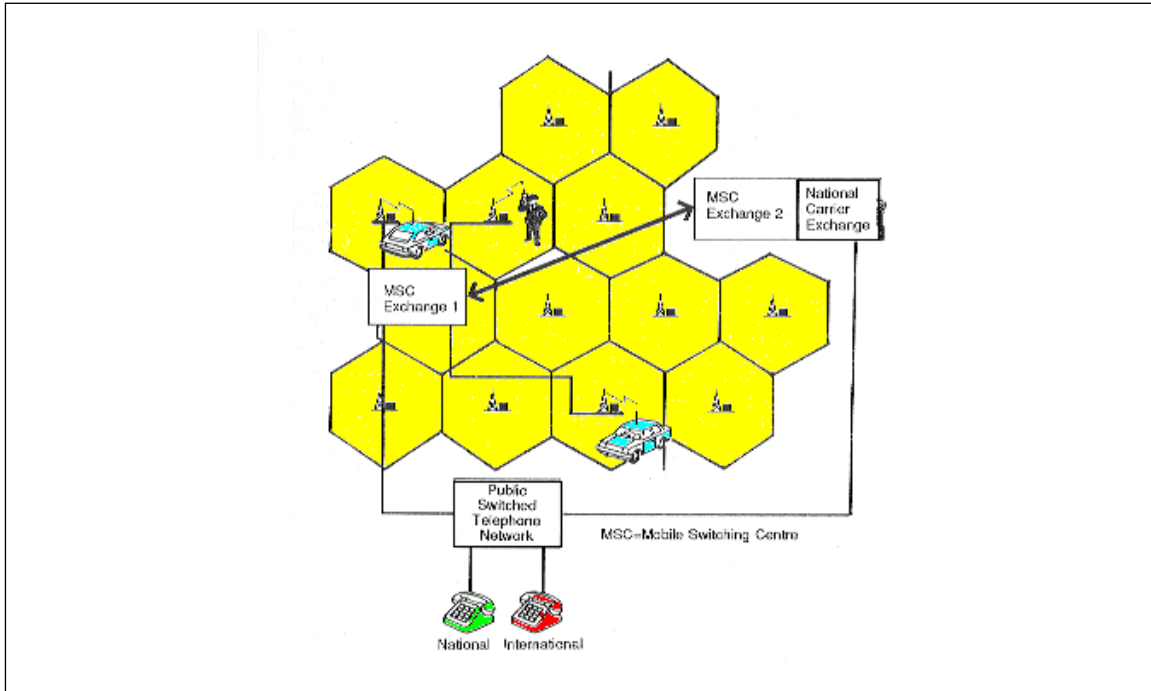 MSC
Exchange 2
National
Carrier
Exchange
MSC
Exchange 1
Public
Switched
Telephone
Network
MSC=Mobile Switching Centre
National
International